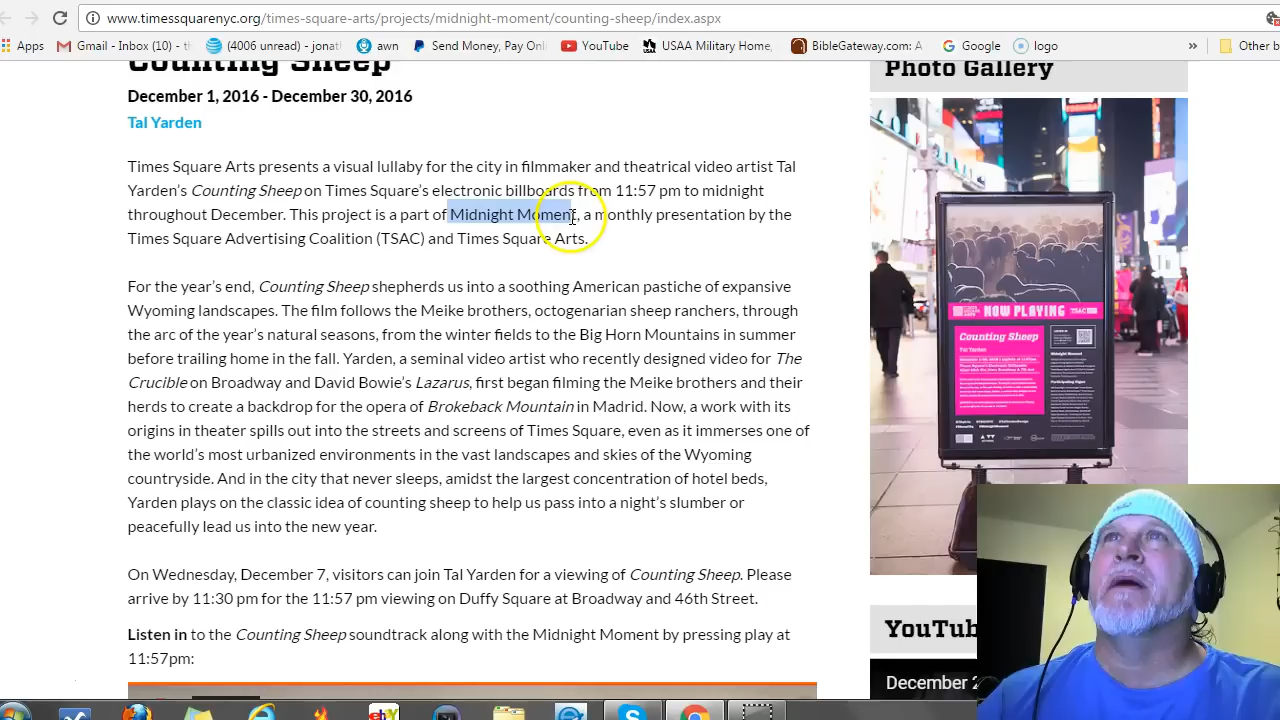 www.timessquarenyc.org/times-square-arts/projects/midnight-moment/counting-sheep/index.aspx
Apps
Gmail - Inbox (10) - th
(4006 unread) - jonat
awn
Send Money, Pay Onl
YouTube
USAA Military Home,
BibleGateway.com: A
Google
logo
»
Other b
Counting Sheep
December 1, 2016 - December 30, 2016
Tal Yarden
Times Square Arts presents a visual lullaby for the city in filmmaker and theatrical video artist Tal
Yarden's Counting Sheep on Times Square's electronic billboards from 11:57 pm to midnight
throughout December. This project is a part of Midnight Moment, a monthly presentation by the
Times Square Advertising Coalition (TSAC) and Times Square Arts.
For the year's end, Counting Sheep shepherds us into a soothing American pastiche of expansive
Wyoming landscapes. The film follows the Meike brothers, octogenarian sheep ranchers, through
the arc of the year's seasons from the winter fields to the Big Horn Mountains in summer
before trailing home in the fall. Yarden, a seminal video artist who recently designed video for The
Crucible on Broadway and David Bowie's Lazarus, filmed the Meike brothers and their
herds to create a backdrop for the opera of Brokeback Mountain in Madrid. Now, a work with its
origins in theater spills out onto the streets and screens of Times Square, immersing us in one of
the world's most urban environments in the vast landscapes and skies of the Wyoming
countryside. And in the city that never sleeps, amidst the largest concentration of hotel beds,
Yarden plays on the classic idea of counting sheep to help us pass into a night's slumber or
peacefully lead us into the new year.
On Wednesday, December 7, visitors can join Tal Yarden for a viewing of Counting Sheep. Please
arrive by 11:30 pm for the 11:57 pm viewing on Duffy Square at Broadway and 46th Street.
Listen in to the Counting Sheep soundtrack along with the Midnight Moment by pressing play at
11:57pm:
Photo Gallery
NOW PLAYING
TSAC
Counting Sheep
Tal Yarden
Midnight Moment
Participating Signs
YouTub
December 2